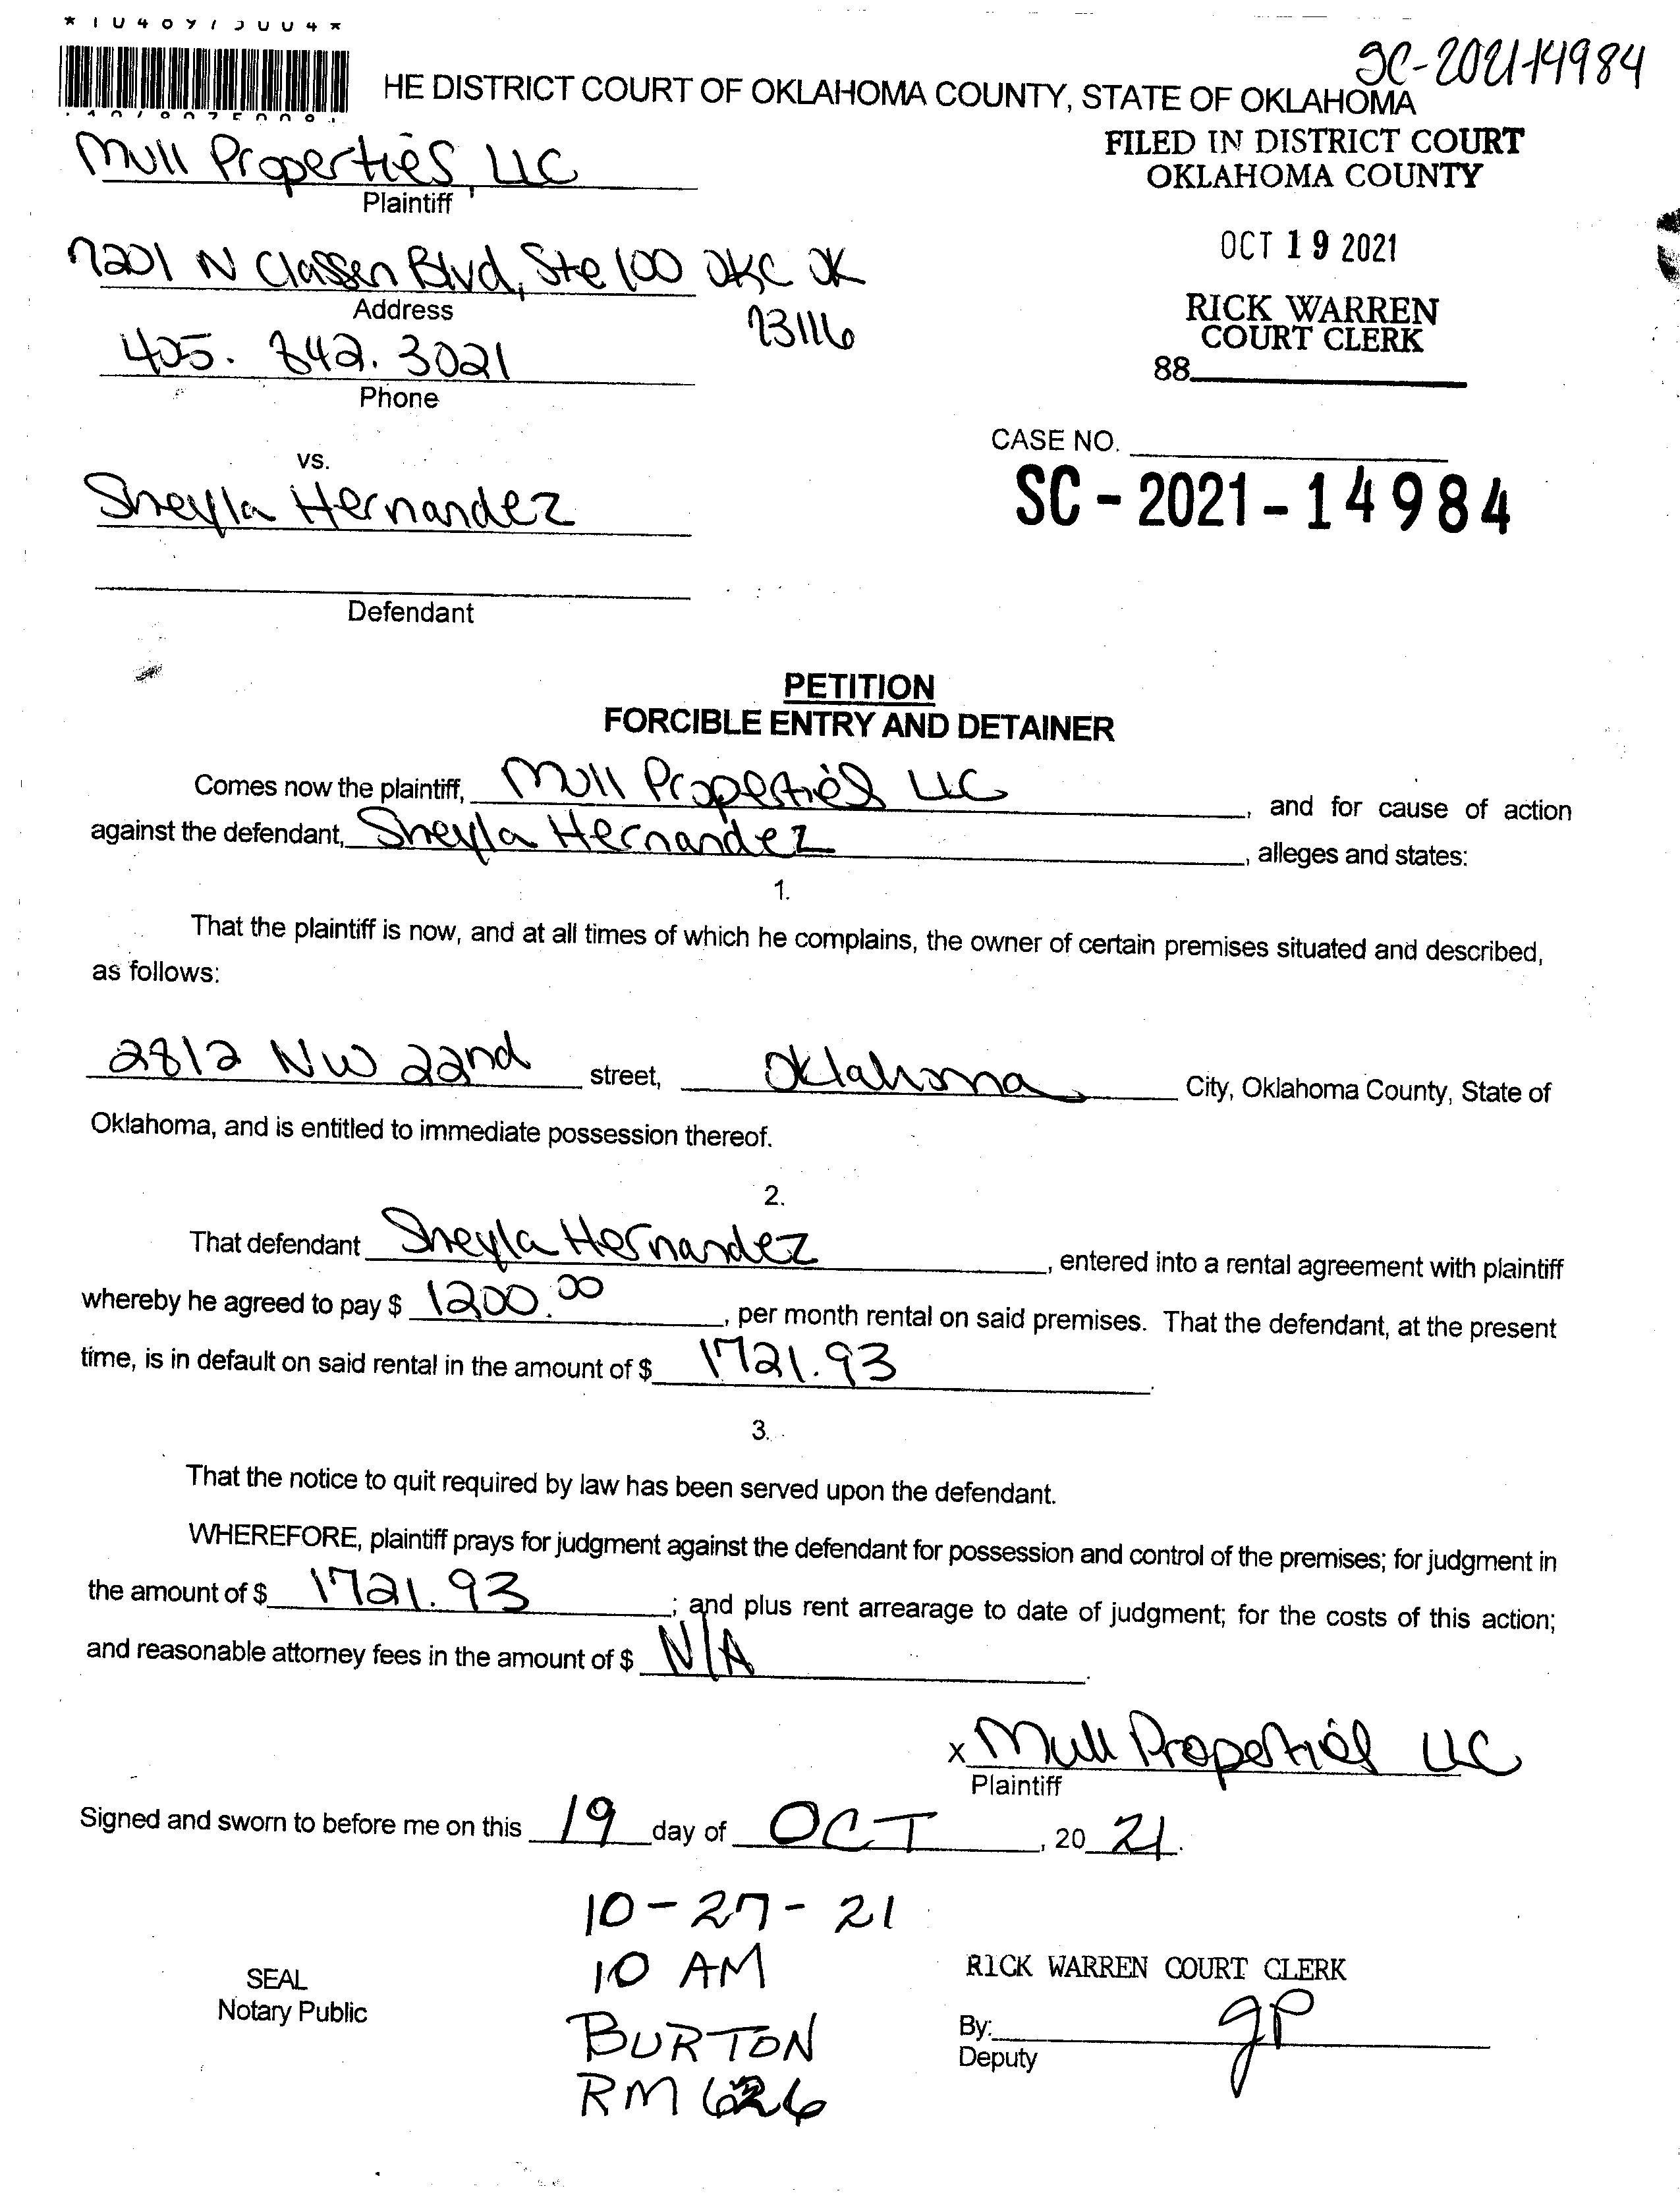 SC-2021-14984
HE DISTRICT COURT OF OKLAHOMA COUNTY, STATE OF OKLAHOMA
FILED IN DISTRICT COURT
OKLAHOMA COUNTY
Mull Properties, LLC
Plaintiff
OCT 19 2021
7201 N Classen Blvd, Ste 100 OKC OK
73116
Address
RICK WARREN
COURT CLERK
405. 842. 3021
88
Phone
CASE NO.
SC-2021-14984
vs.
Sheyla Hernandez
Defendant
PETITION
FORCIBLE ENTRY AND DETAINER
Comes now the plaintiff, Mull Properties LLC, and for cause of action
against the defendant, Sheyla Hernandez, alleges and states:
1.
That the plaintiff is now, and at all times of which he complains, the owner of certain premises situated and described,
as follows:
2812 NW 22nd street, Oklahoma City, Oklahoma County, State of
Oklahoma, and is entitled to immediate possession thereof.
2.
That defendant Sheyla Hernandez, entered into a rental agreement with plaintiff
whereby he agreed to pay $ 1200.00, per month rental on said premises. That the defendant, at the present
time, is in default on said rental in the amount of $ 1721.93.
3.
That the notice to quit required by law has been served upon the defendant.
WHEREFORE, plaintiff prays for judgment against the defendant for possession and control of the premises; for judgment in
the amount of $ 1721.93; and plus rent arrearage to date of judgment; for the costs of this action;
and reasonable attorney fees in the amount of $ N/A.
x Mull Properties LLC
Plaintiff
Signed and sworn to before me on this 19 day of OCT, 20 21.
10-27-21
10 AM
BURTON
RM 626
SEAL
Notary Public
RICK WARREN COURT CLERK
By: JP
Deputy